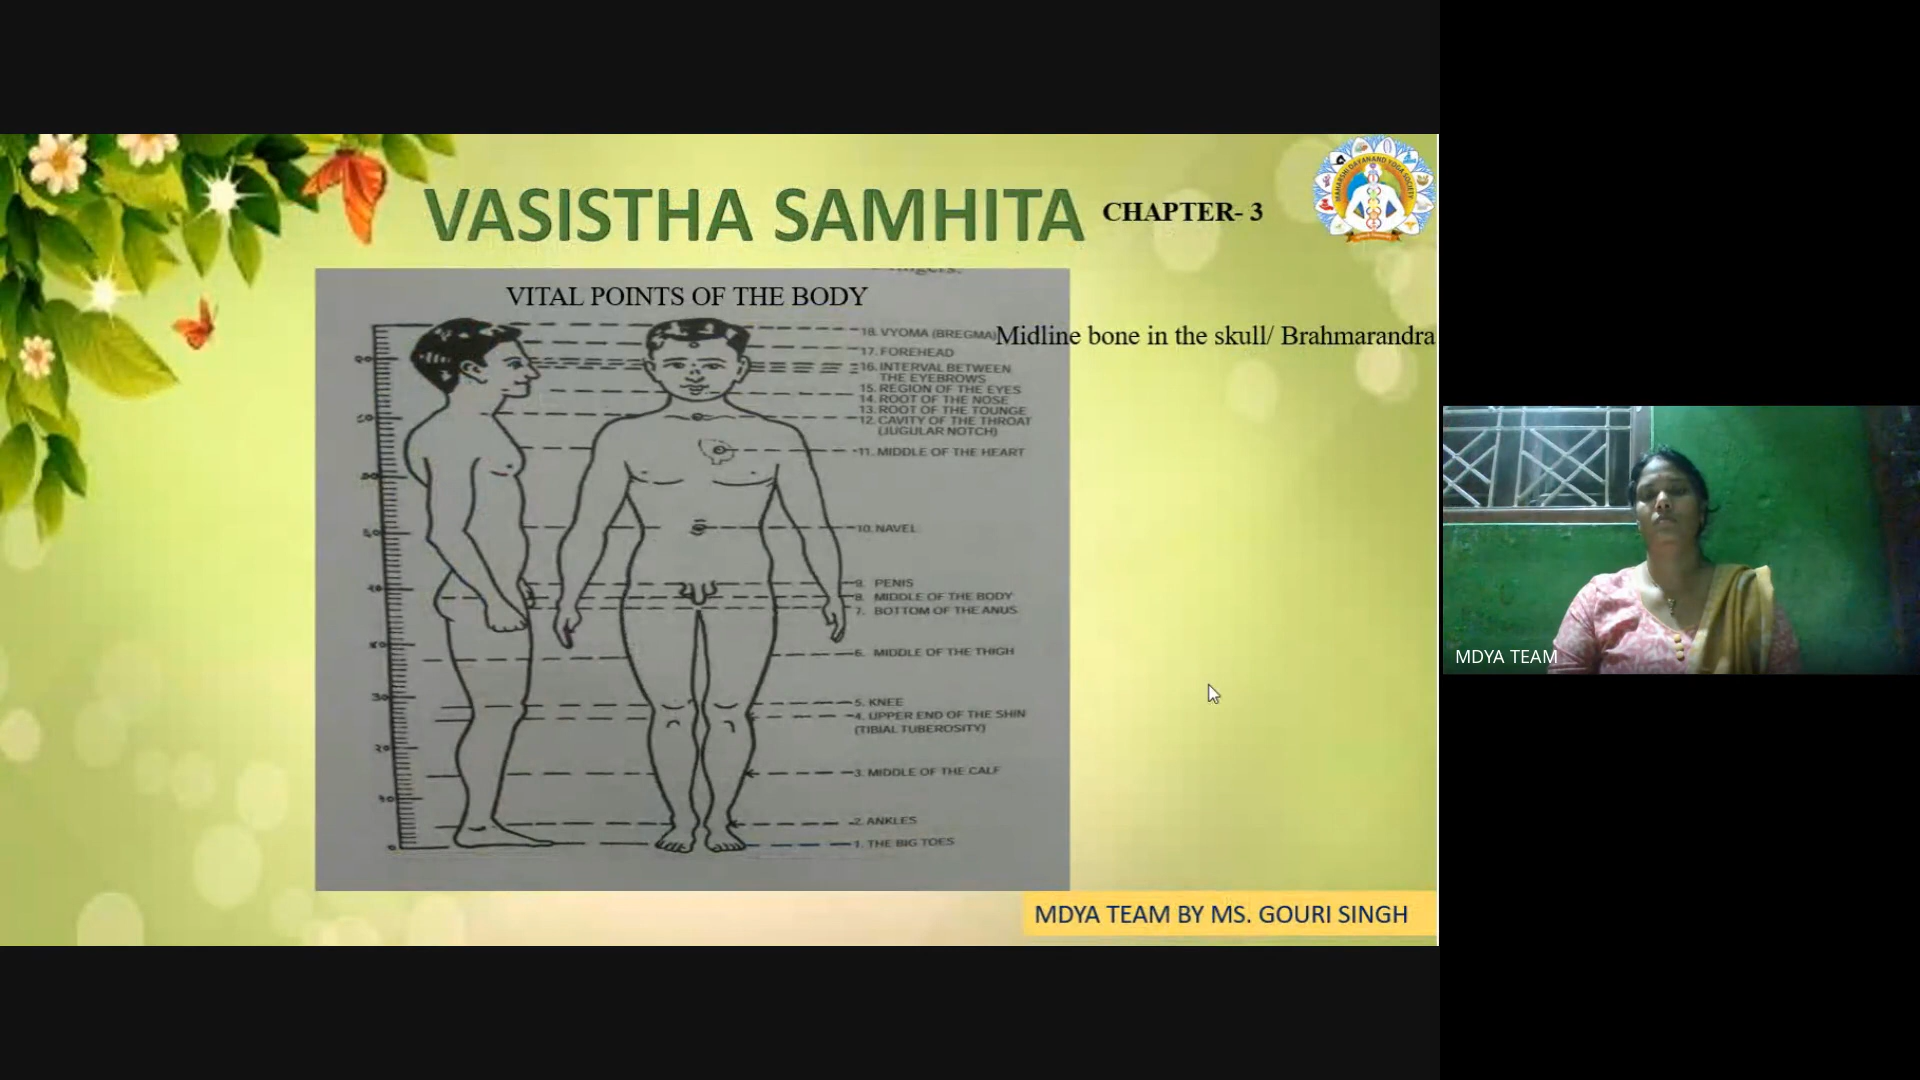 VASISTHA SAMHITA
CHAPTER- 3
MAHARSHI DAYANAND YOGA SOCIETY
VITAL POINTS OF THE BODY
18. VYOMA (BREGMA)
Midline bone in the skull/ Brahmarandra
17. FOREHEAD
16. INTERVAL BETWEEN
THE EYEBROWS
15. REGION OF THE EYES
14. ROOT OF THE NOSE
13. ROOT OF THE TOUNGE
12. CAVITY OF THE THROAT
(JUGULAR NOTCH)
11. MIDDLE OF THE HEART
10. NAVEL
9. PENIS
8. MIDDLE OF THE BODY
7. BOTTOM OF THE ANUS
6. MIDDLE OF THE THIGH
5. KNEE
4. UPPER END OF THE SHIN
(TIBIAL TUBEROSITY)
3. MIDDLE OF THE CALF
2. ANKLES
1. THE BIG TOES
MDYA TEAM BY MS. GOURI SINGH
MDYA TEAM